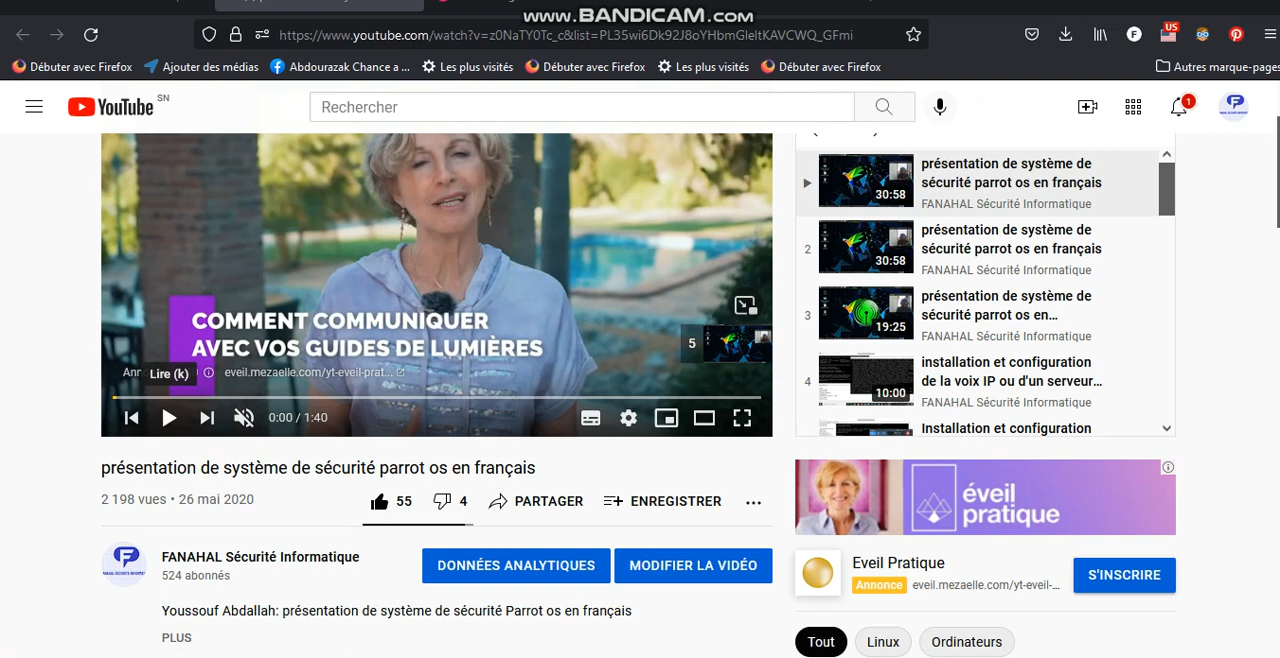 www.BANDICAM.com
https://www.youtube.com/watch?v=z0NaTY0Tc_c&list=PL35wi6Dk92J8oYHbmGleltKAVCWQ_GFmi
US
F
Débuter avec Firefox
Ajouter des médias
Abdourazak Chance a ...
Les plus visités
Débuter avec Firefox
Les plus visités
Débuter avec Firefox
Autres marque-pages
YouTube SN
Rechercher
1
COMMENT COMMUNIQUER
AVEC VOS GUIDES DE LUMIÈRES
5
Lire (k)
eveil.mezaelle.com/yt-eveil-prat...
0:00 / 1:40
présentation de système de sécurité parrot os en français
2 198 vues • 26 mai 2020
55
4
PARTAGER
ENREGISTRER
FANAHAL Sécurité Informatique
524 abonnés
DONNÉES ANALYTIQUES
MODIFIER LA VIDÉO
Youssouf Abdallah: présentation de système de sécurité Parrot os en français
PLUS
30:58
présentation de système de
sécurité parrot os en français
FANAHAL Sécurité Informatique
2
30:58
présentation de système de
sécurité parrot os en français
FANAHAL Sécurité Informatique
3
19:25
présentation de système de
sécurité parrot os en...
FANAHAL Sécurité Informatique
4
10:00
installation et configuration
de la voix IP ou d'un serveur...
FANAHAL Sécurité Informatique
Installation et configuration
éveil
pratique
Eveil Pratique
Annonce eveil.mezaelle.com/yt-eveil-...
S'INSCRIRE
Tout
Linux
Ordinateurs